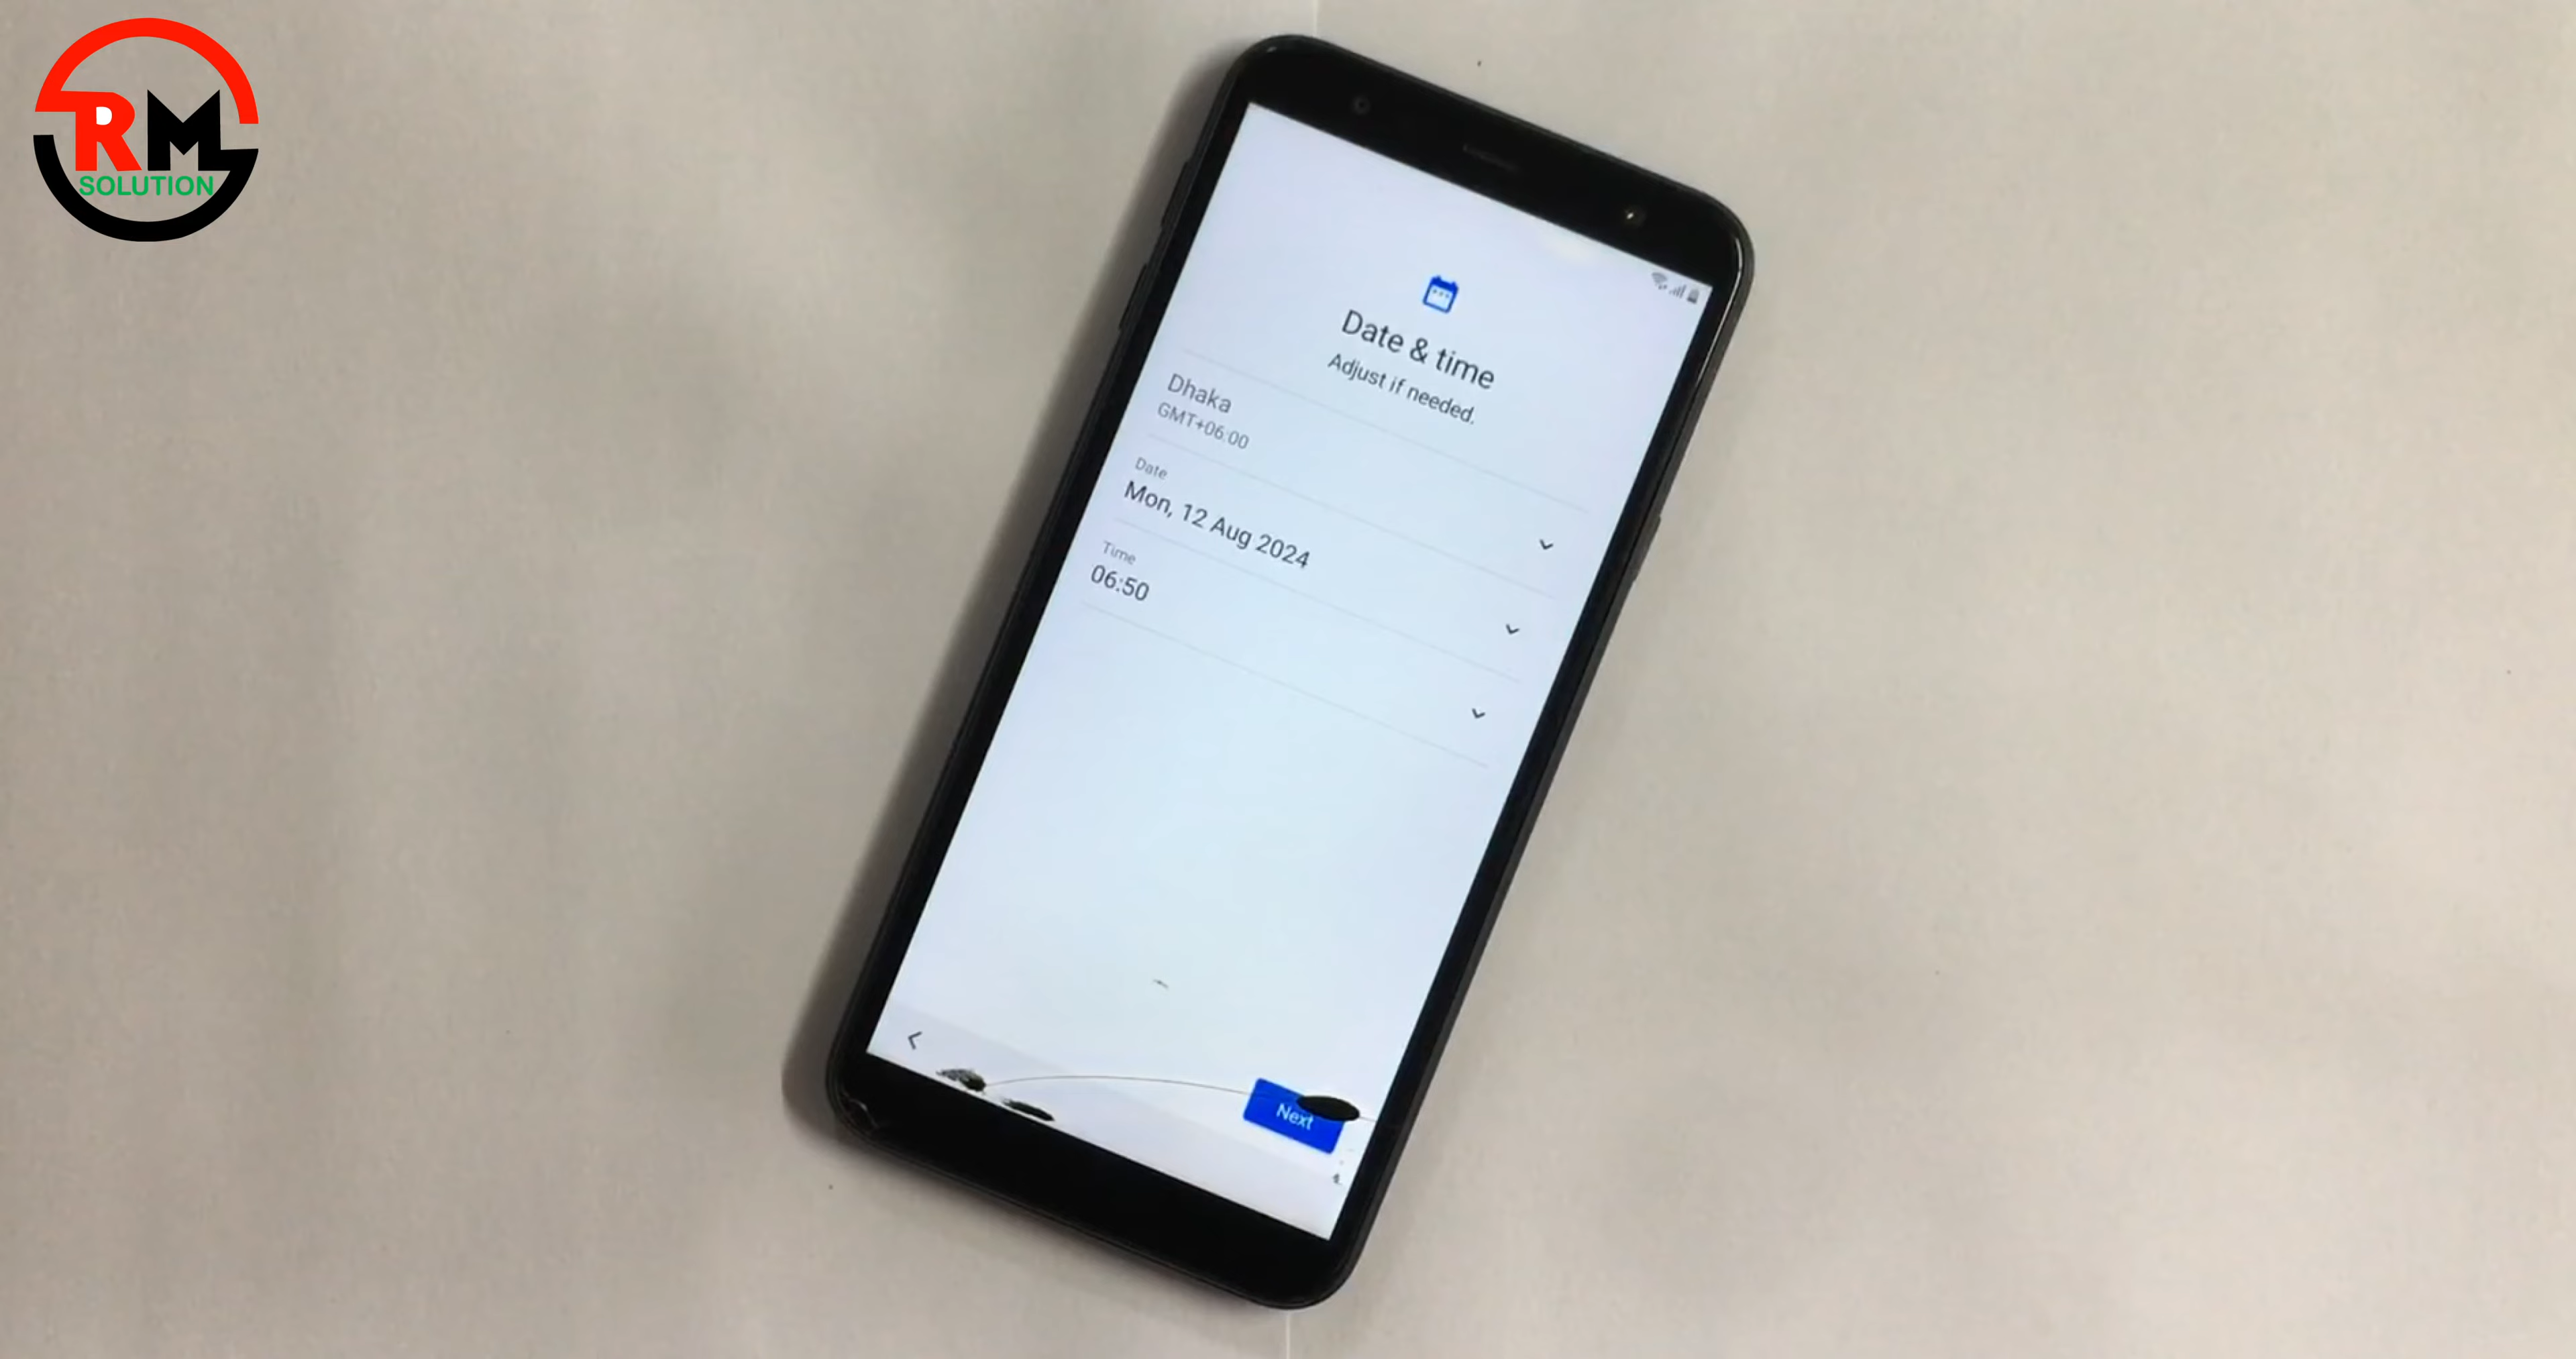 RM
SOLUTION
Date & time
Adjust if needed.
Dhaka
GMT+06:00
Date
Mon, 12 Aug 2024
Time
06:50
Next